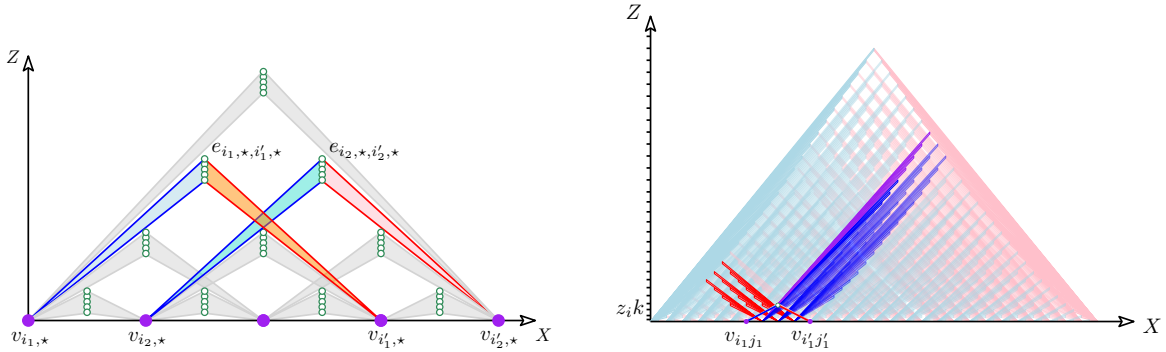 Z
e_{i_1,⋆,i'_1,⋆} e_{i_2,⋆,i'_2,⋆}
v_{i_1,⋆} v_{i_2,⋆} v_{i'_1,⋆} v_{i'_2,⋆} X
Z
z_i k
v_{i_1 j_1} v_{i'_1 j'_1} X